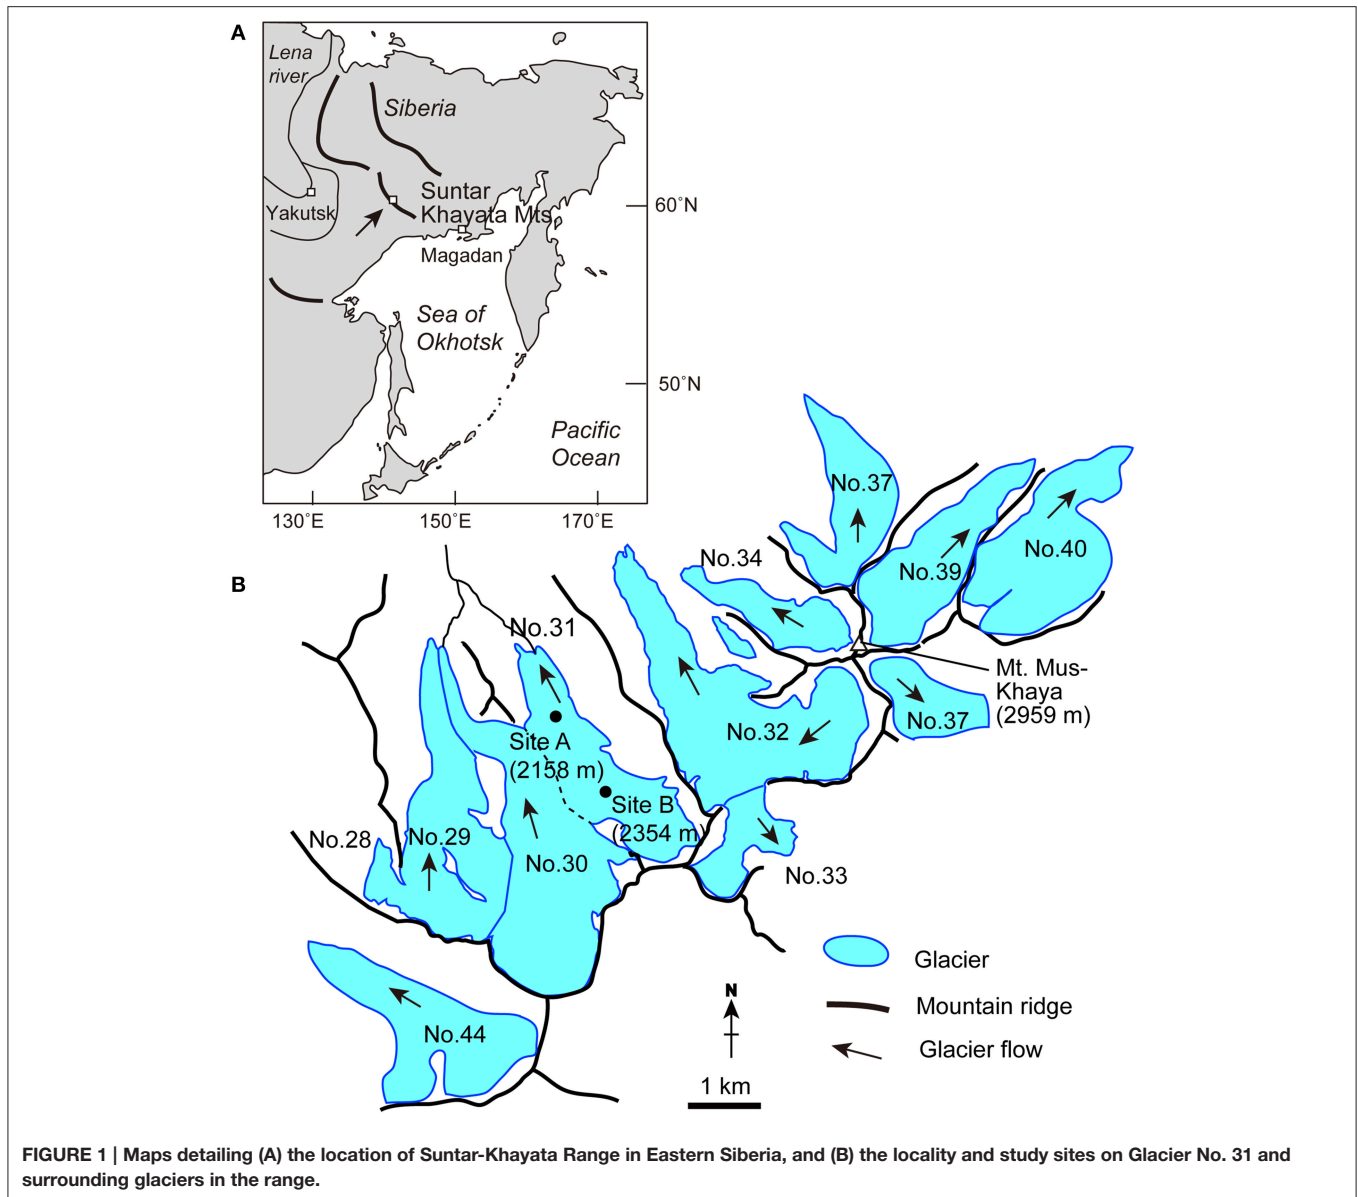 A
Lena
river
Siberia
Suntar
Khayata Mts.
Yakutsk
Magadan
60°N
Sea of
Okhotsk
50°N
Pacific
Ocean
130°E
150°E
170°E
B
No.37
No.34
No.39
No.40
No.31
Mt. Mus-
Khaya
(2959 m)
No.37
No.32
Site A
(2158 m)
Site B
(2354 m)
No.28
No.29
No.30
No.33
Glacier
N
Mountain ridge
No.44
Glacier flow
1 km
FIGURE 1 | Maps detailing (A) the location of Suntar-Khayata Range in Eastern Siberia, and (B) the locality and study sites on Glacier No. 31 and
surrounding glaciers in the range.